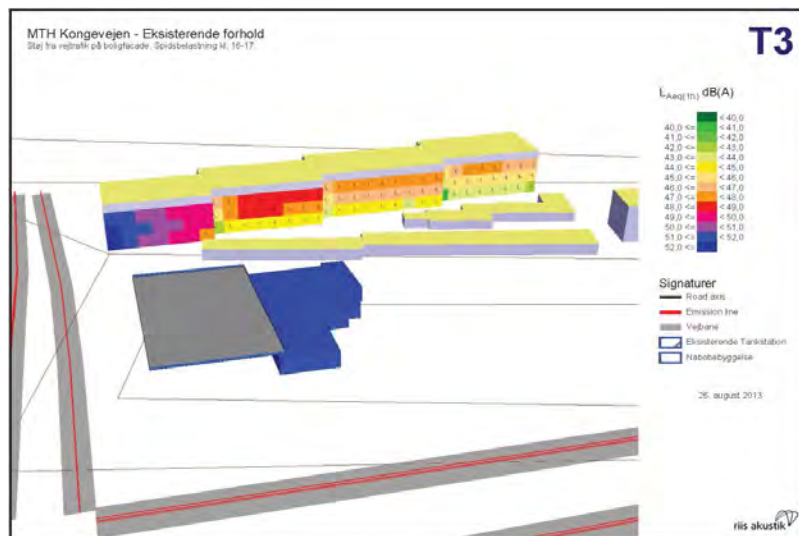 MTH Kongevejen - Eksisterende forhold
Støj fra vejtrafik på boligfacade. Spidsbelastning kl. 16-17.
T3
LAeq(1h) dB(A)
< 40,0
40,0 <= < 41,0
41,0 <= < 42,0
42,0 <= < 43,0
43,0 <= < 44,0
44,0 <= < 45,0
45,0 <= < 46,0
46,0 <= < 47,0
47,0 <= < 48,0
48,0 <= < 49,0
49,0 <= < 50,0
50,0 <= < 51,0
51,0 <= < 52,0
52,0 <=
Signaturer
Road axis
Emission line
Vejbane
Eksisterende Tankstation
Nabobebyggelse
26. august 2013
riis akustik